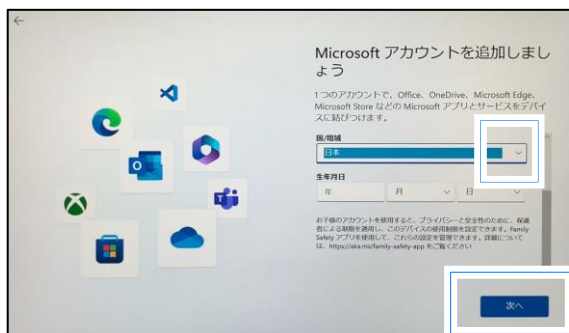 Microsoft アカウントを追加しまし
ょう
1 つのアカウントで、Office、OneDrive、Microsoft Edge、
Microsoft Store などの Microsoft アプリとサービスをデバイ
スに結びつけます。
国/地域
日本
生年月日
年 月 日
お子様のアカウントを使用すると、プライバシーと安全性のために、保護
者による制限を適用し、このデバイスの使用制限を設定できます。Family
Safety アプリを使用して、これらの設定を管理できます。詳細について
は、https://aka.ms/family-safety-app をご覧ください
次へ